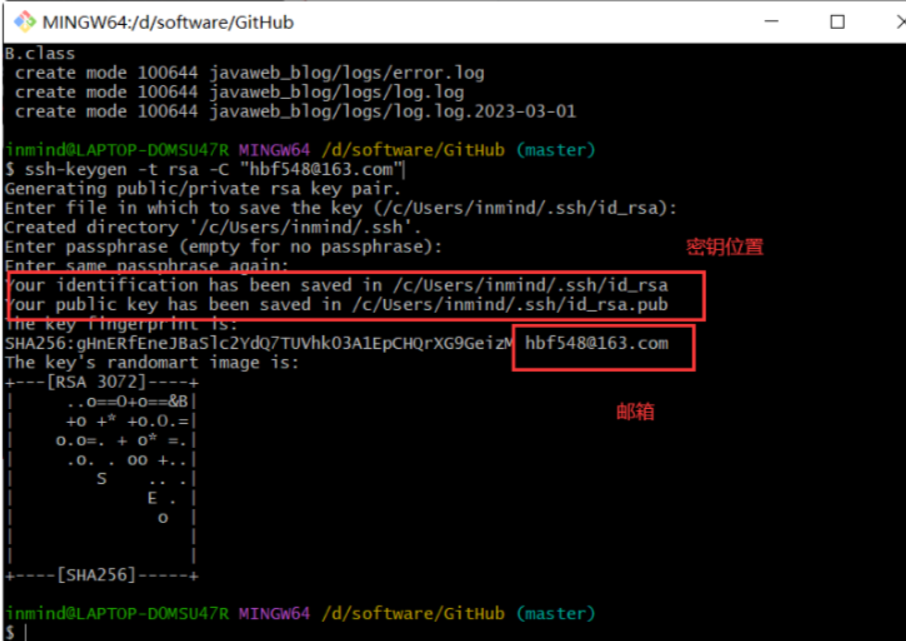 MINGW64:/d/software/GitHub
B.class
create mode 100644 javaweb_blog/logs/error.log
create mode 100644 javaweb_blog/logs/log.log
create mode 100644 javaweb_blog/logs/log.log.2023-03-01
inmind@LAPTOP-DOMSU47R MINGW64 /d/software/GitHub (master)
$ ssh-keygen -t rsa -C "hbf548@163.com"
Generating public/private rsa key pair.
Enter file in which to save the key (/c/Users/inmind/.ssh/id_rsa):
Created directory '/c/Users/inmind/.ssh'.
Enter passphrase (empty for no passphrase):
密钥位置
Enter same passphrase again:
Your identification has been saved in /c/Users/inmind/.ssh/id_rsa
Your public key has been saved in /c/Users/inmind/.ssh/id_rsa.pub
The key fingerprint is:
SHA256:gHnERfEneJBaSlc2YdQ7TUVhkO3A1EpCHQrXG9GeizM hbf548@163.com
The key's randomart image is:
+---[RSA 3072]----+
|     ..o==O+o==&B|
|     +o +* +o.O.=|
|    o.o=. + o* =.|
|     .o. . oo +..|
|        S    .. .|
|             E . |
|              o  |
|                 |
|                 |
+----[SHA256]-----+
邮箱
inmind@LAPTOP-DOMSU47R MINGW64 /d/software/GitHub (master)
$